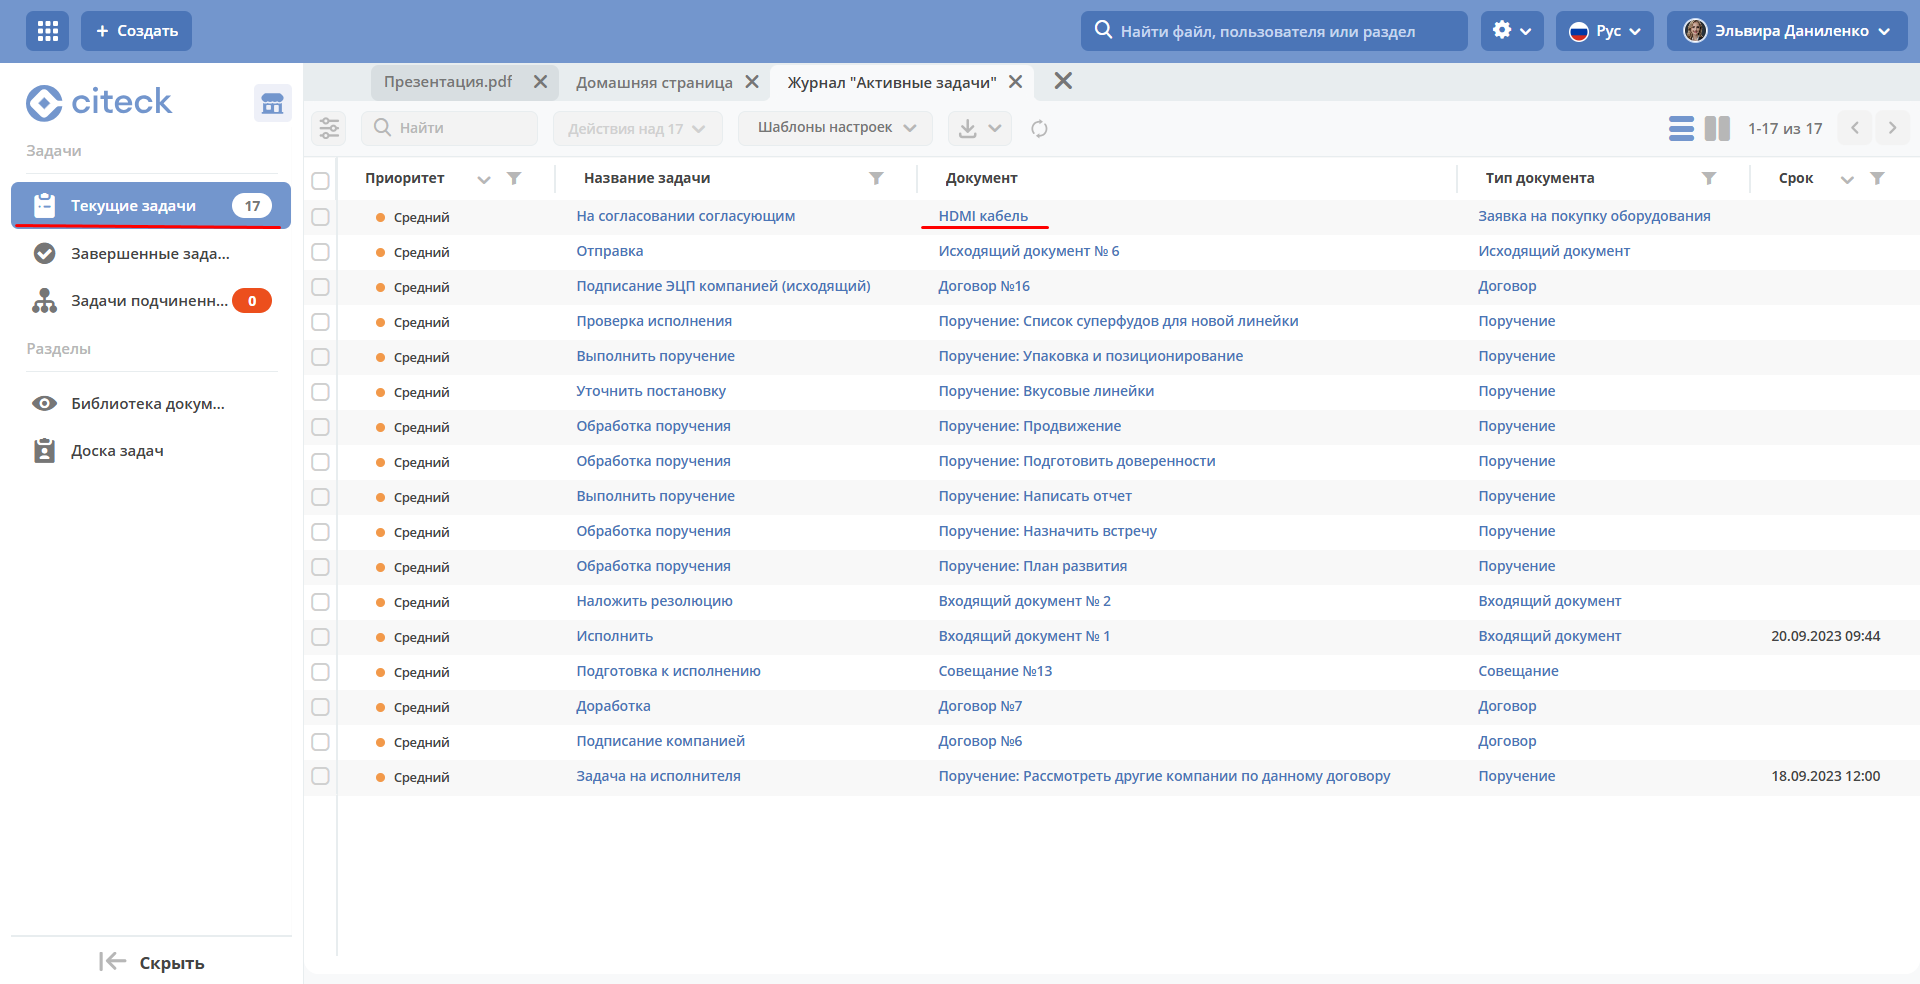 + Создать
Найти файл, пользователя или раздел
Рус
Эльвира Даниленко
citeck
Презентация.pdf
Домашняя страница
Журнал "Активные задачи"
Задачи
Текущие задачи 17
Завершенные зада...
Задачи подчиненн... 0
Разделы
Библиотека докум...
Доска задач
Скрыть
Найти
Действия над 17
Шаблоны настроек
1-17 из 17
Приоритет Название задачи Документ Тип документа Срок
Средний На согласовании согласующим HDMI кабель Заявка на покупку оборудования
Средний Отправка Исходящий документ № 6 Исходящий документ
Средний Подписание ЭЦП компанией (исходящий) Договор №16 Договор
Средний Проверка исполнения Поручение: Список суперфудов для новой линейки Поручение
Средний Выполнить поручение Поручение: Упаковка и позиционирование Поручение
Средний Уточнить постановку Поручение: Вкусовые линейки Поручение
Средний Обработка поручения Поручение: Продвижение Поручение
Средний Обработка поручения Поручение: Подготовить доверенности Поручение
Средний Выполнить поручение Поручение: Написать отчет Поручение
Средний Обработка поручения Поручение: Назначить встречу Поручение
Средний Обработка поручения Поручение: План развития Поручение
Средний Наложить резолюцию Входящий документ № 2 Входящий документ
Средний Исполнить Входящий документ № 1 Входящий документ 20.09.2023 09:44
Средний Подготовка к исполнению Совещание №13 Совещание
Средний Доработка Договор №7 Договор
Средний Подписание компанией Договор №6 Договор
Средний Задача на исполнителя Поручение: Рассмотреть другие компании по данному договору Поручение 18.09.2023 12:00